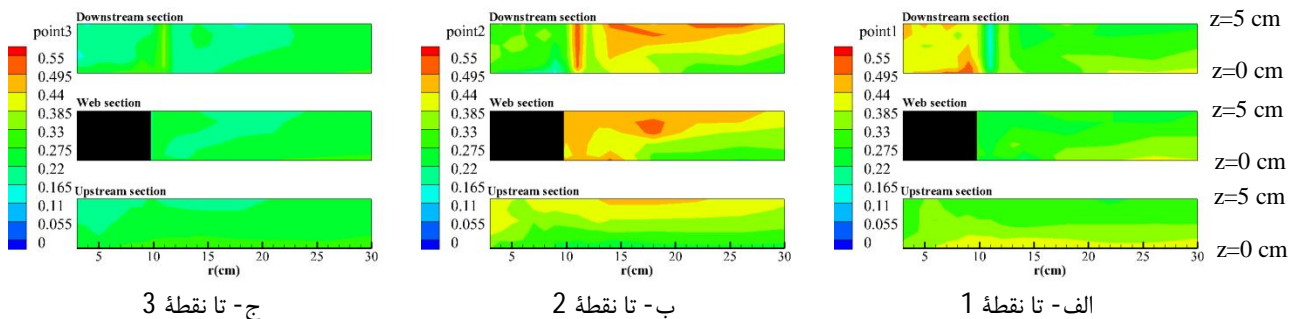 Downstream section
point3
0.55
0.495
0.44
0.385
0.33
0.275
0.22
0.165
0.11
0.055
0
Web section
Upstream section
5 10 15 20 25 30
r(cm)
ج- تا نقطۀ 3
Downstream section
point2
0.55
0.495
0.44
0.385
0.33
0.275
0.22
0.165
0.11
0.055
0
Web section
Upstream section
5 10 15 20 25 30
r(cm)
ب- تا نقطۀ 2
Downstream section
point1
0.55
0.495
0.44
0.385
0.33
0.275
0.22
0.165
0.11
0.055
0
Web section
Upstream section
5 10 15 20 25 30
r(cm)
الف- تا نقطۀ 1
z=5 cm
z=0 cm
z=5 cm
z=0 cm
z=5 cm
z=0 cm